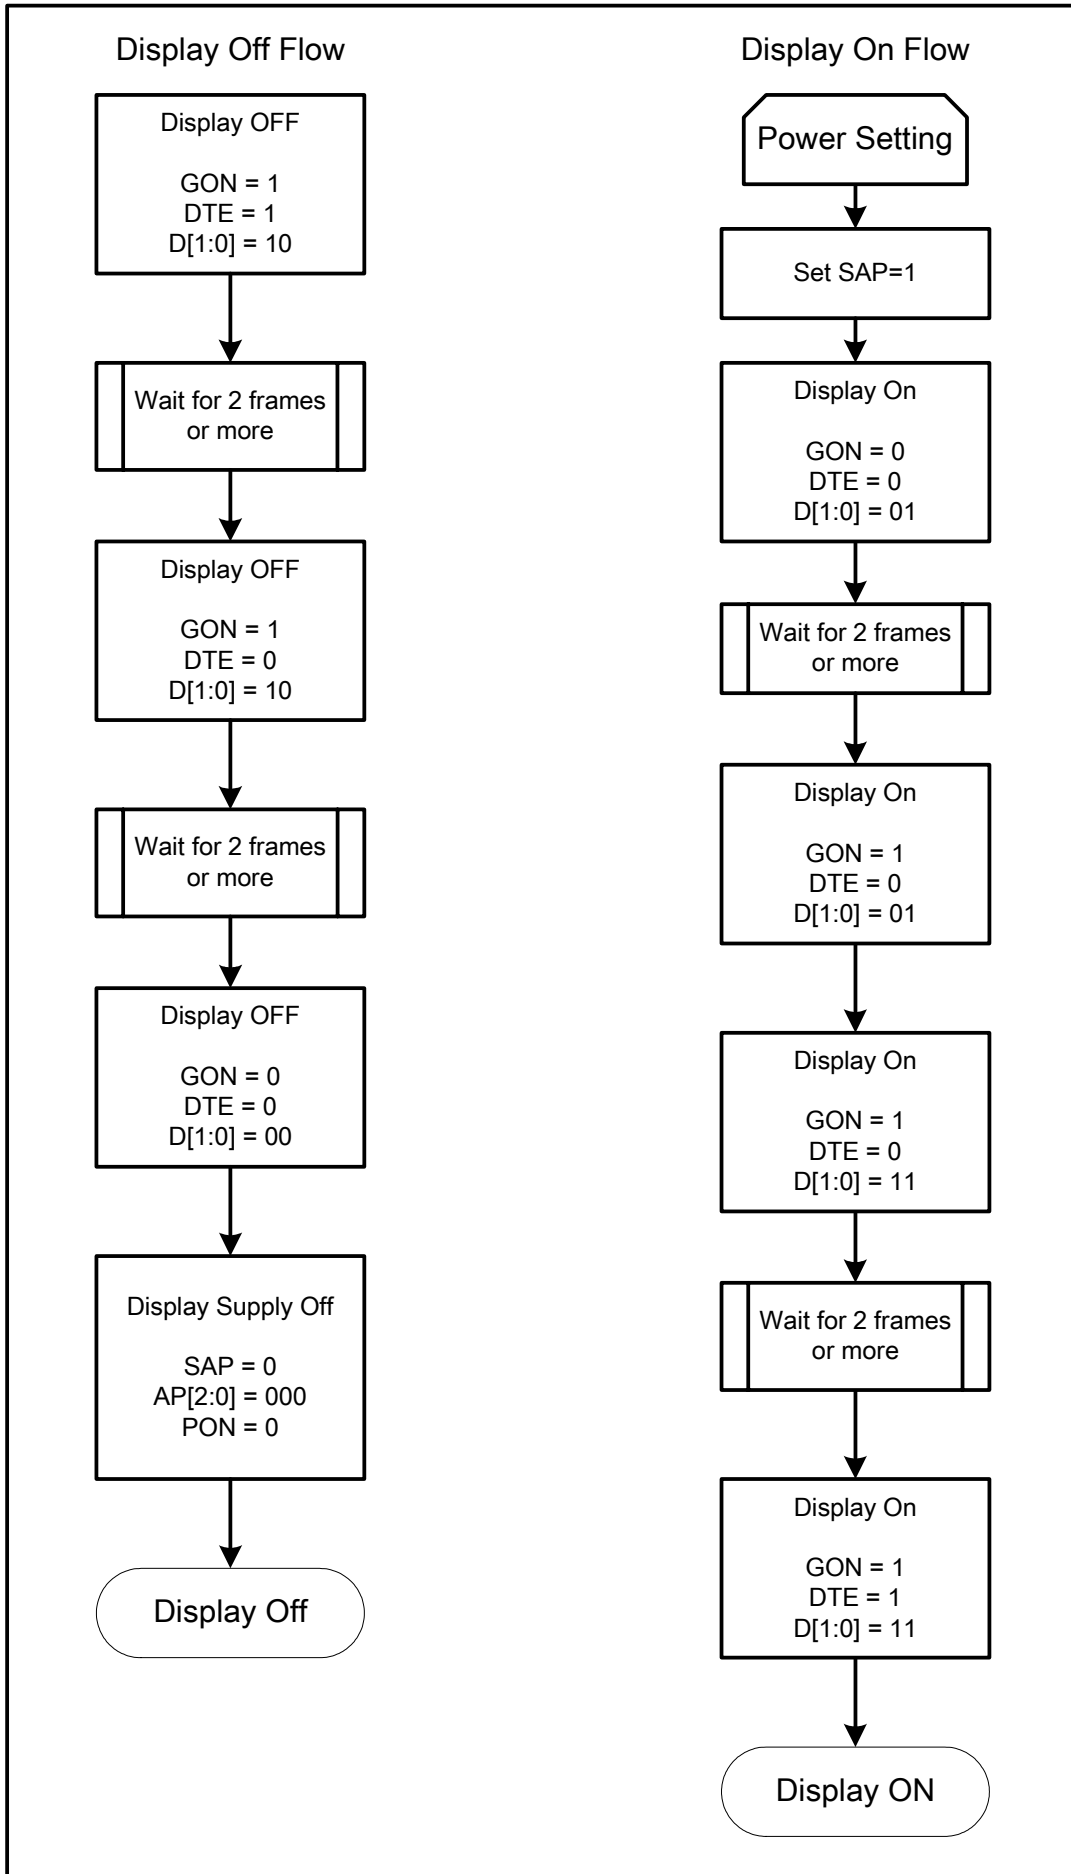 Display Off Flow
Display OFF
GON = 1
DTE = 1
D[1:0] = 10
Wait for 2 frames
or more
Display OFF
GON = 1
DTE = 0
D[1:0] = 10
Wait for 2 frames
or more
Display OFF
GON = 0
DTE = 0
D[1:0] = 00
Display Supply Off
SAP = 0
AP[2:0] = 000
PON = 0
Display Off
Display On Flow
Power Setting
Set SAP=1
Display On
GON = 0
DTE = 0
D[1:0] = 01
Wait for 2 frames
or more
Display On
GON = 1
DTE = 0
D[1:0] = 01
Display On
GON = 1
DTE = 0
D[1:0] = 11
Wait for 2 frames
or more
Display On
GON = 1
DTE = 1
D[1:0] = 11
Display ON